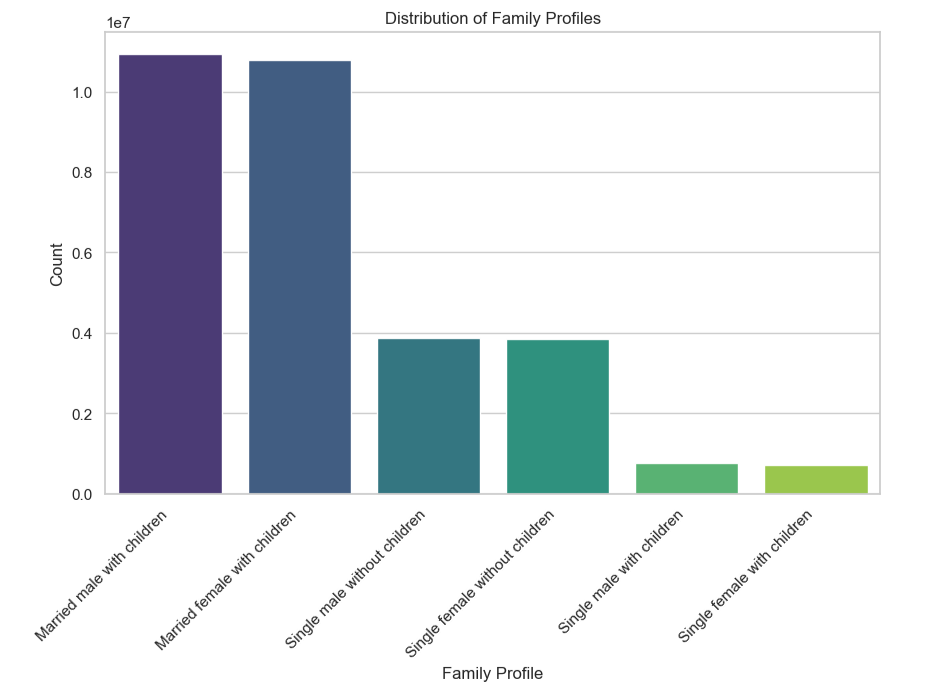 Distribution of Family Profiles
1e7
1.0
0.8
0.6
0.4
0.2
0.0
Count
Married male with children
Married female with children
Single male without children
Single female without children
Single male with children
Single female with children
Family Profile